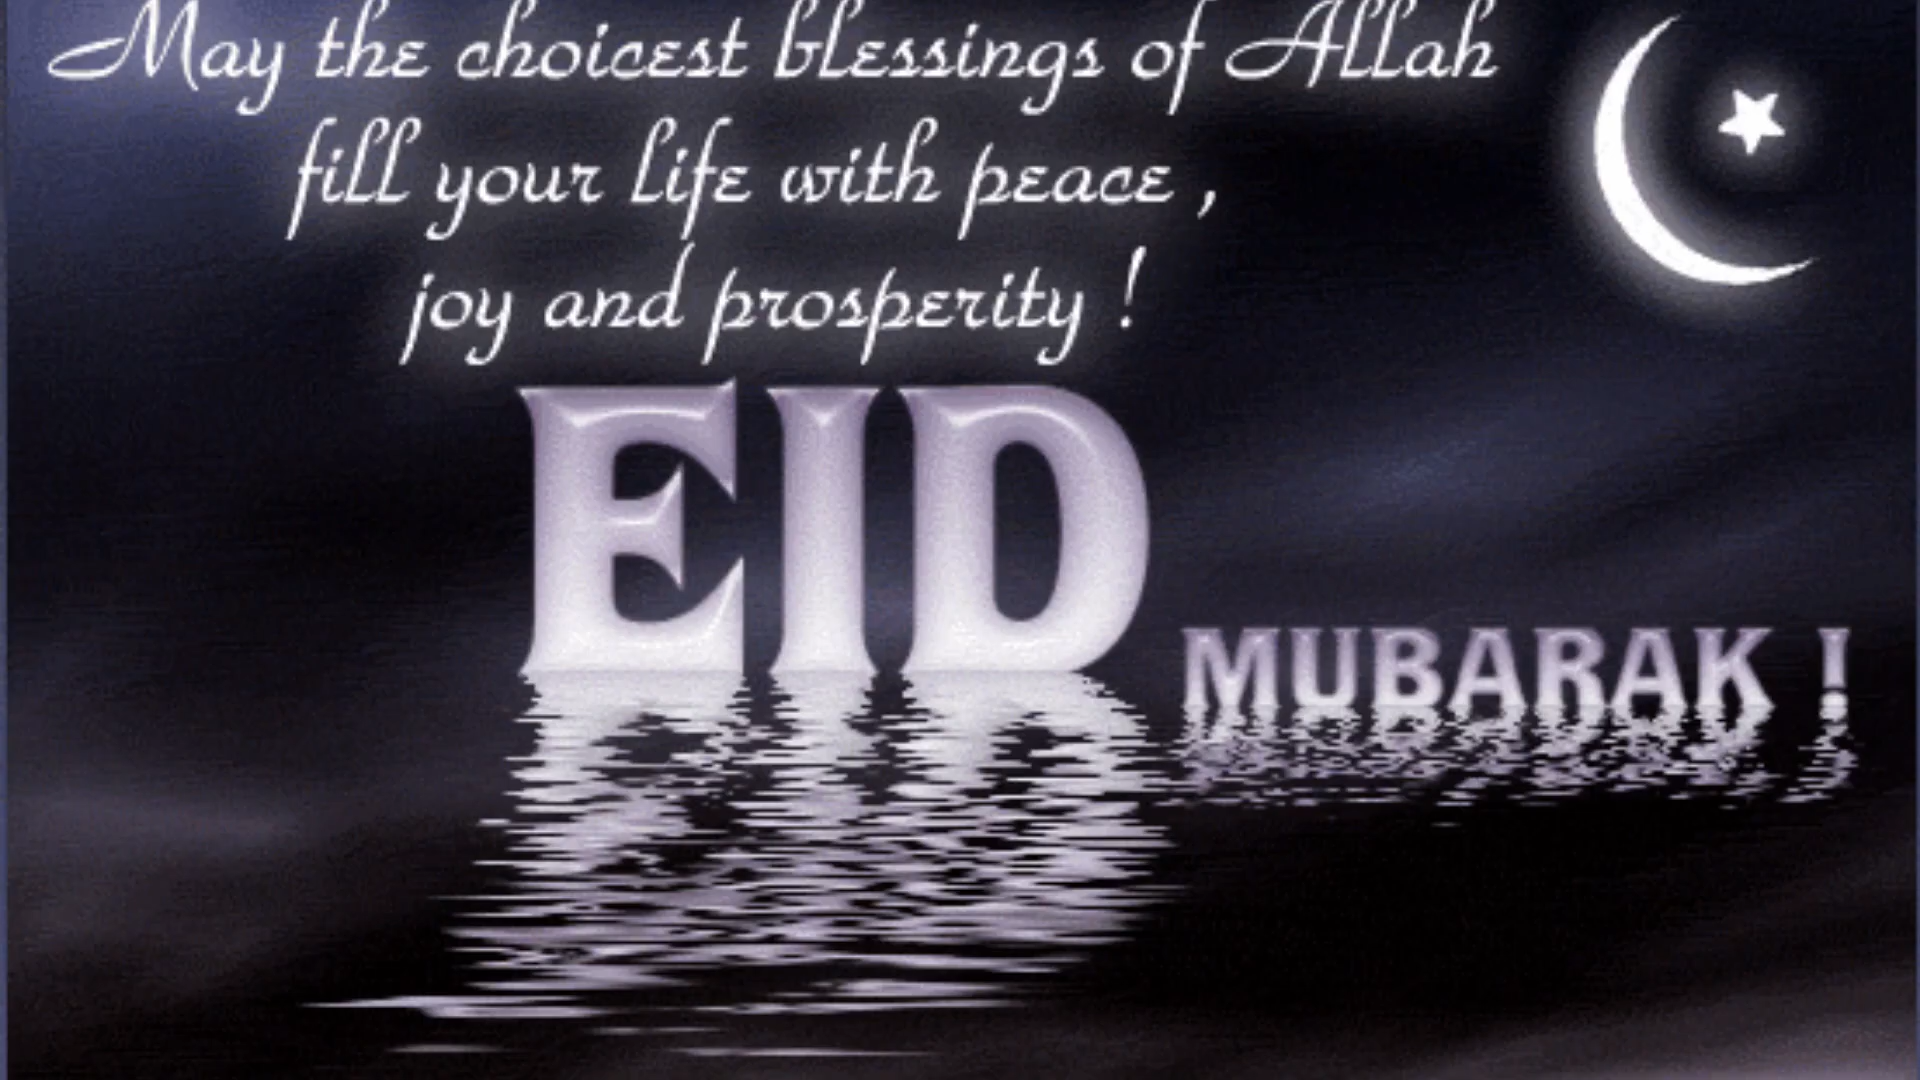 May the choicest blessings of Allah
fill your life with peace ,
joy and prosperity !
EID
MUBARAK !